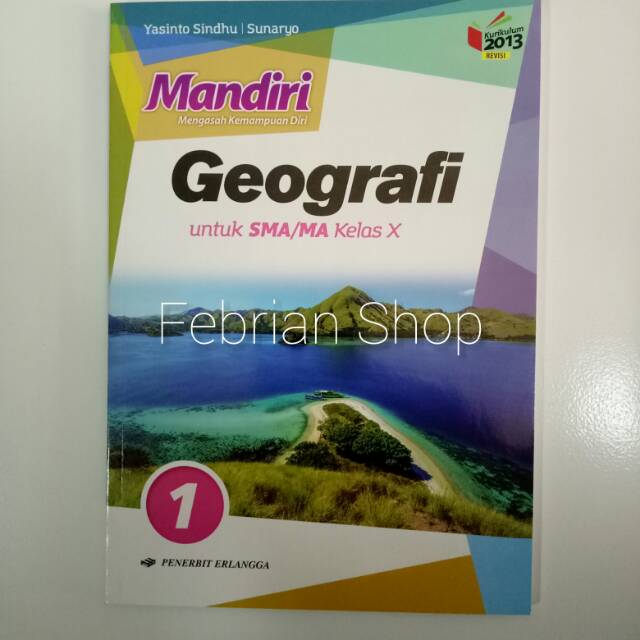 Yasinto Sindhu | Sunaryo
Kurikulum
2013
REVISI
Mandiri
Mengasah Kemampuan Diri
Geografi
untuk SMA/MA Kelas X
Febrian Shop
1
PENERBIT ERLANGGA